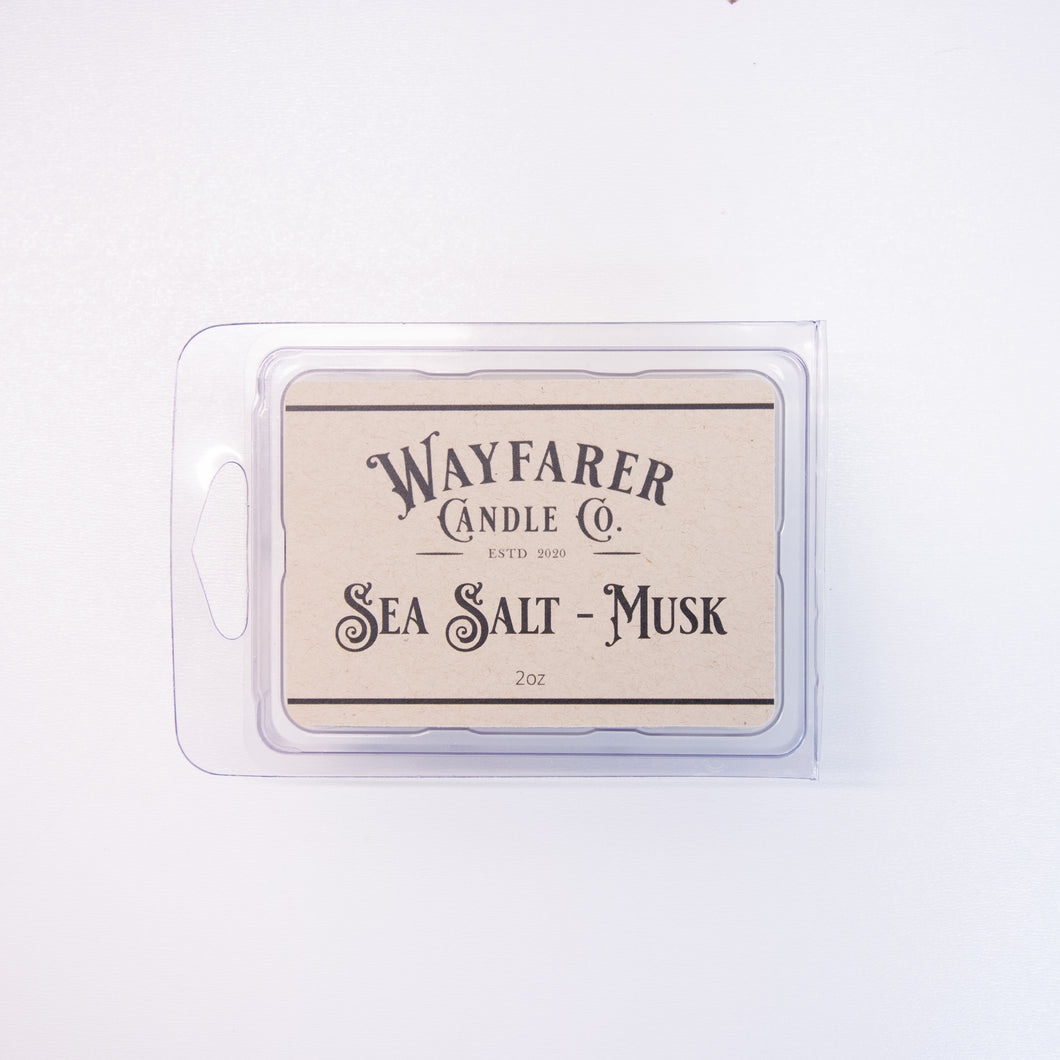 WAYFARER
CANDLE CO.
ESTD 2020
SEA SALT - MUSK
2oz